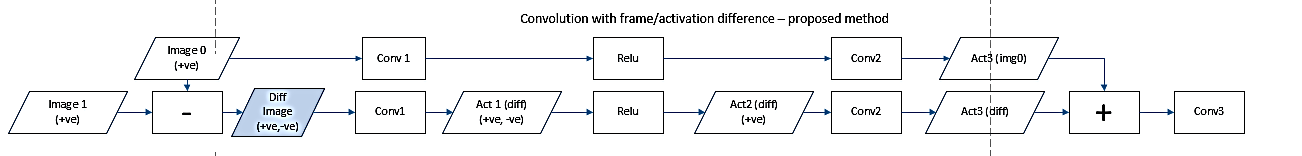 Convolution with frame/activation difference – proposed method
Image 0
(+ve)
Conv 1
Relu
Conv2
Act3 (img0)
Image 1
(+ve)
-
Diff
Image
(+ve,-ve)
Conv1
Act 1 (diff)
(+ve, -ve)
Relu
Act2 (diff)
(+ve)
Conv2
Act3 (diff)
+
Conv3